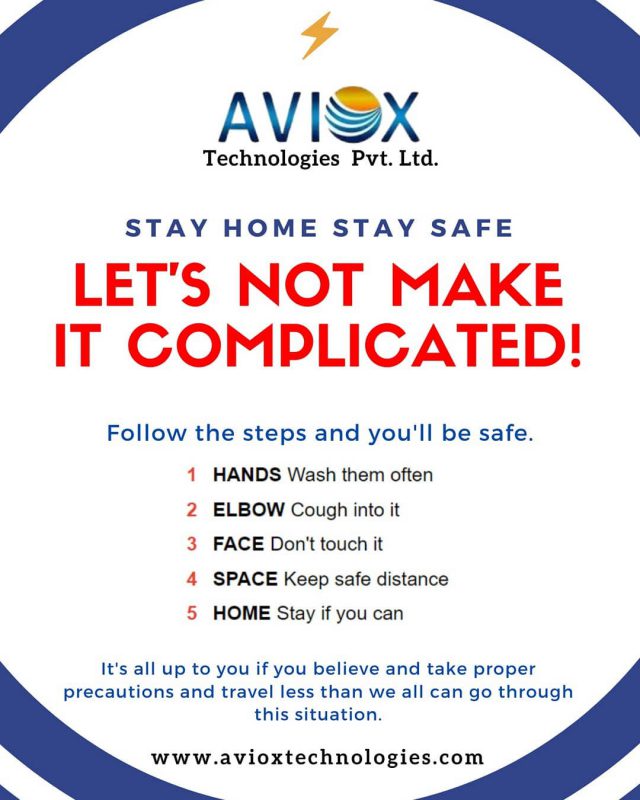 AVIOX
Technologies Pvt. Ltd.
STAY HOME STAY SAFE
LET'S NOT MAKE
IT COMPLICATED!
Follow the steps and you'll be safe.
1 HANDS Wash them often
2 ELBOW Cough into it
3 FACE Don't touch it
4 SPACE Keep safe distance
5 HOME Stay if you can
It's all up to you if you believe and take proper
precautions and travel less than we all can go through
this situation.
www.avioxtechnologies.com